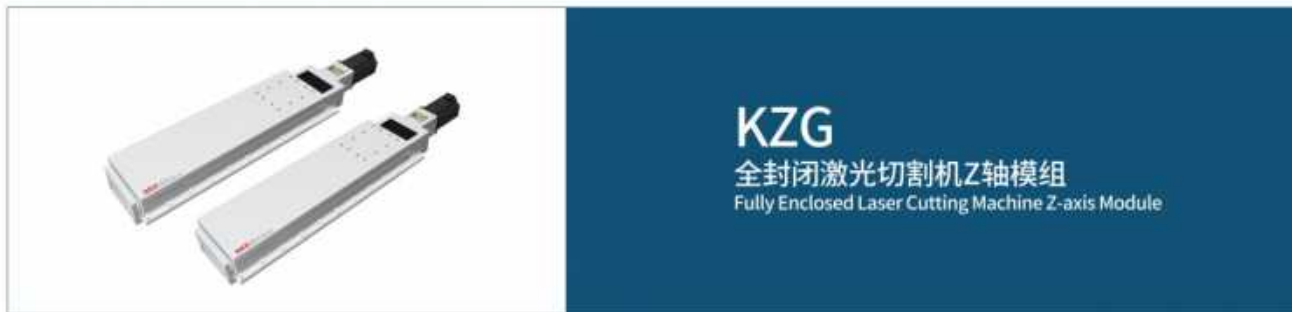 KZG
全封闭激光切割机Z轴模组
Fully Enclosed Laser Cutting Machine Z-axis Module